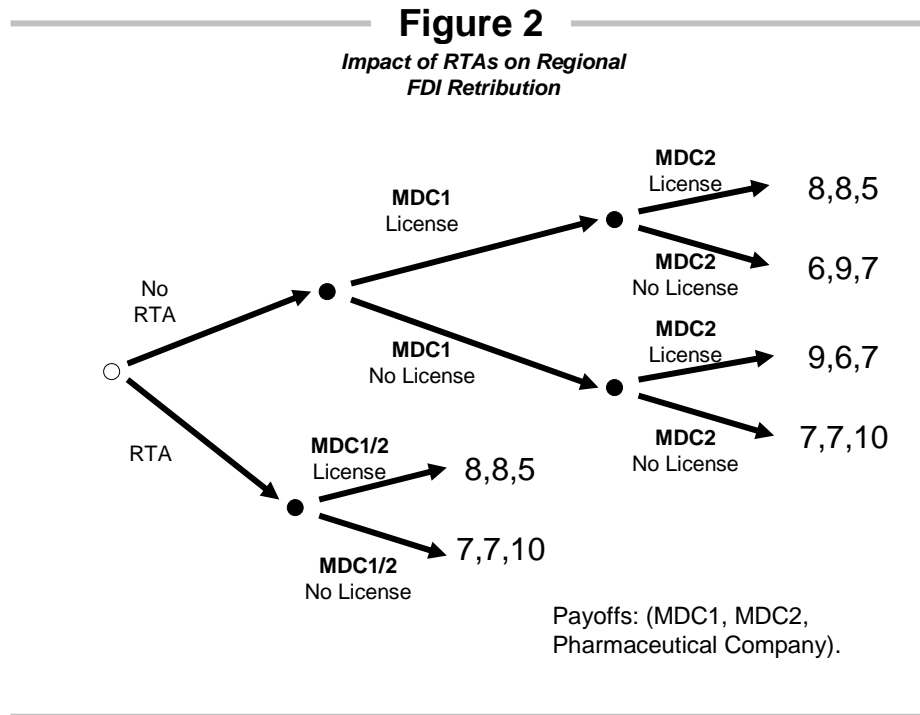 Figure 2
Impact of RTAs on Regional
FDI Retribution
MDC2
License
8,8,5
MDC1
License
MDC2
No License
6,9,7
No
RTA
MDC1
No License
MDC2
License
9,6,7
MDC2
No License
7,7,10
RTA
MDC1/2
License
8,8,5
MDC1/2
No License
7,7,10
Payoffs: (MDC1, MDC2,
Pharmaceutical Company).